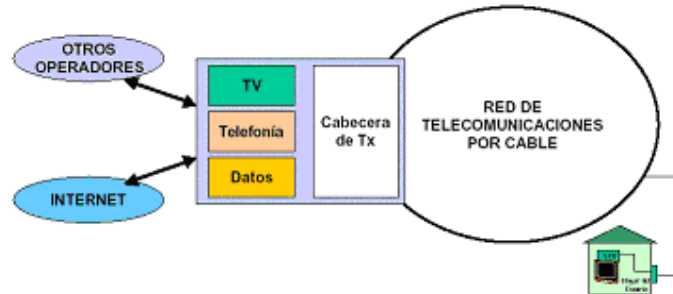 OTROS
OPERADORES
TV
Telefonía
Datos
Cabecera
de Tx
RED DE
TELECOMUNICACIONES
POR CABLE
INTERNET